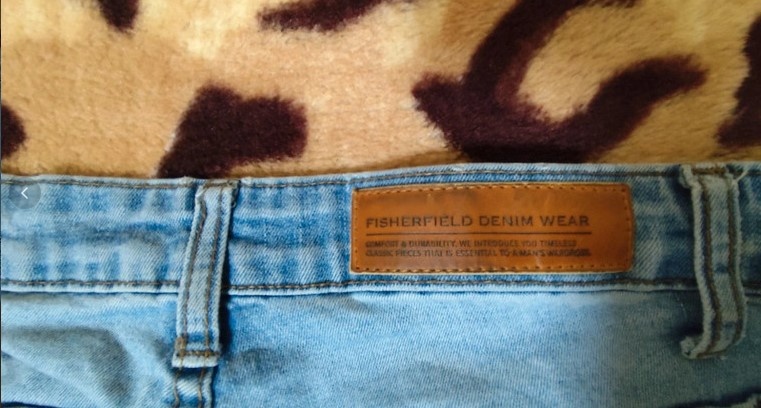 FISHERFIELD DENIM WEAR
COMFORT & DURABILITY. WE INTRODUCE YOU TIMELESS
CLASSIC PIECES THAT IS ESSENTIAL TO A MAN'S WARDROBE.